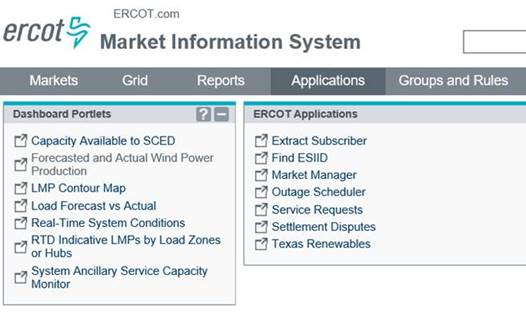 ercot
ERCOT.com
Market Information System
Markets
Grid
Reports
Applications
Groups and Rules
Dashboard Portlets
?
Capacity Available to SCED
Forecasted and Actual Wind Power
Production
LMP Contour Map
Load Forecast vs Actual
Real-Time System Conditions
RTD Indicative LMPs by Load Zones
or Hubs
System Ancillary Service Capacity
Monitor
ERCOT Applications
Extract Subscriber
Find ESIID
Market Manager
Outage Scheduler
Service Requests
Settlement Disputes
Texas Renewables